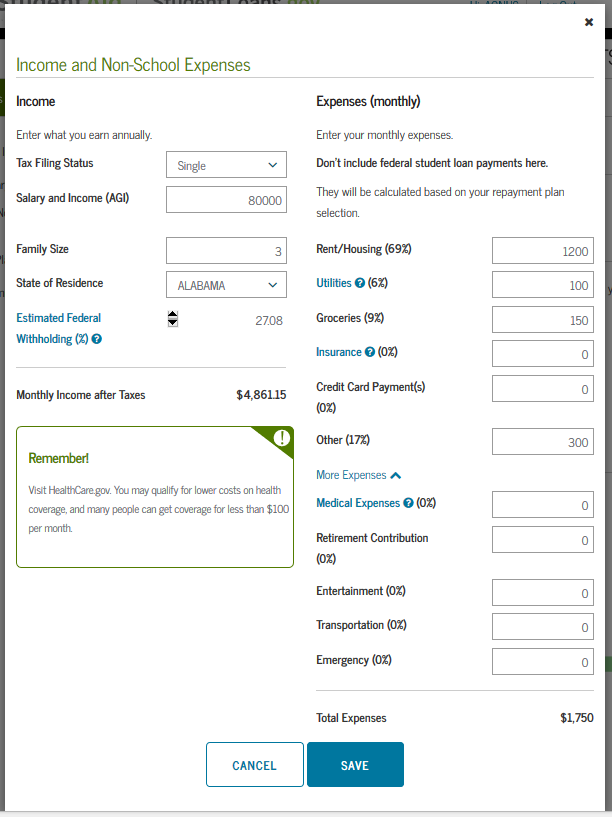 Income and Non-School Expenses
Income
Enter what you earn annually.
Tax Filing Status
Single
Salary and Income (AGI)
80000
Family Size
3
State of Residence
ALABAMA
Estimated Federal
Withholding (%) ?
27.08
Monthly Income after Taxes
$4,861.15
Remember!
Visit HealthCare.gov. You may qualify for lower costs on health
coverage, and many people can get coverage for less than $100
per month.
Expenses (monthly)
Enter your monthly expenses.
Don't include federal student loan payments here.
They will be calculated based on your repayment plan
selection.
Rent/Housing (69%)
1200
Utilities ? (6%)
100
Groceries (9%)
150
Insurance ? (0%)
0
Credit Card Payment(s)
(0%)
0
Other (17%)
300
More Expenses
Medical Expenses ? (0%)
0
Retirement Contribution
(0%)
0
Entertainment (0%)
0
Transportation (0%)
0
Emergency (0%)
0
Total Expenses
$1,750
CANCEL
SAVE